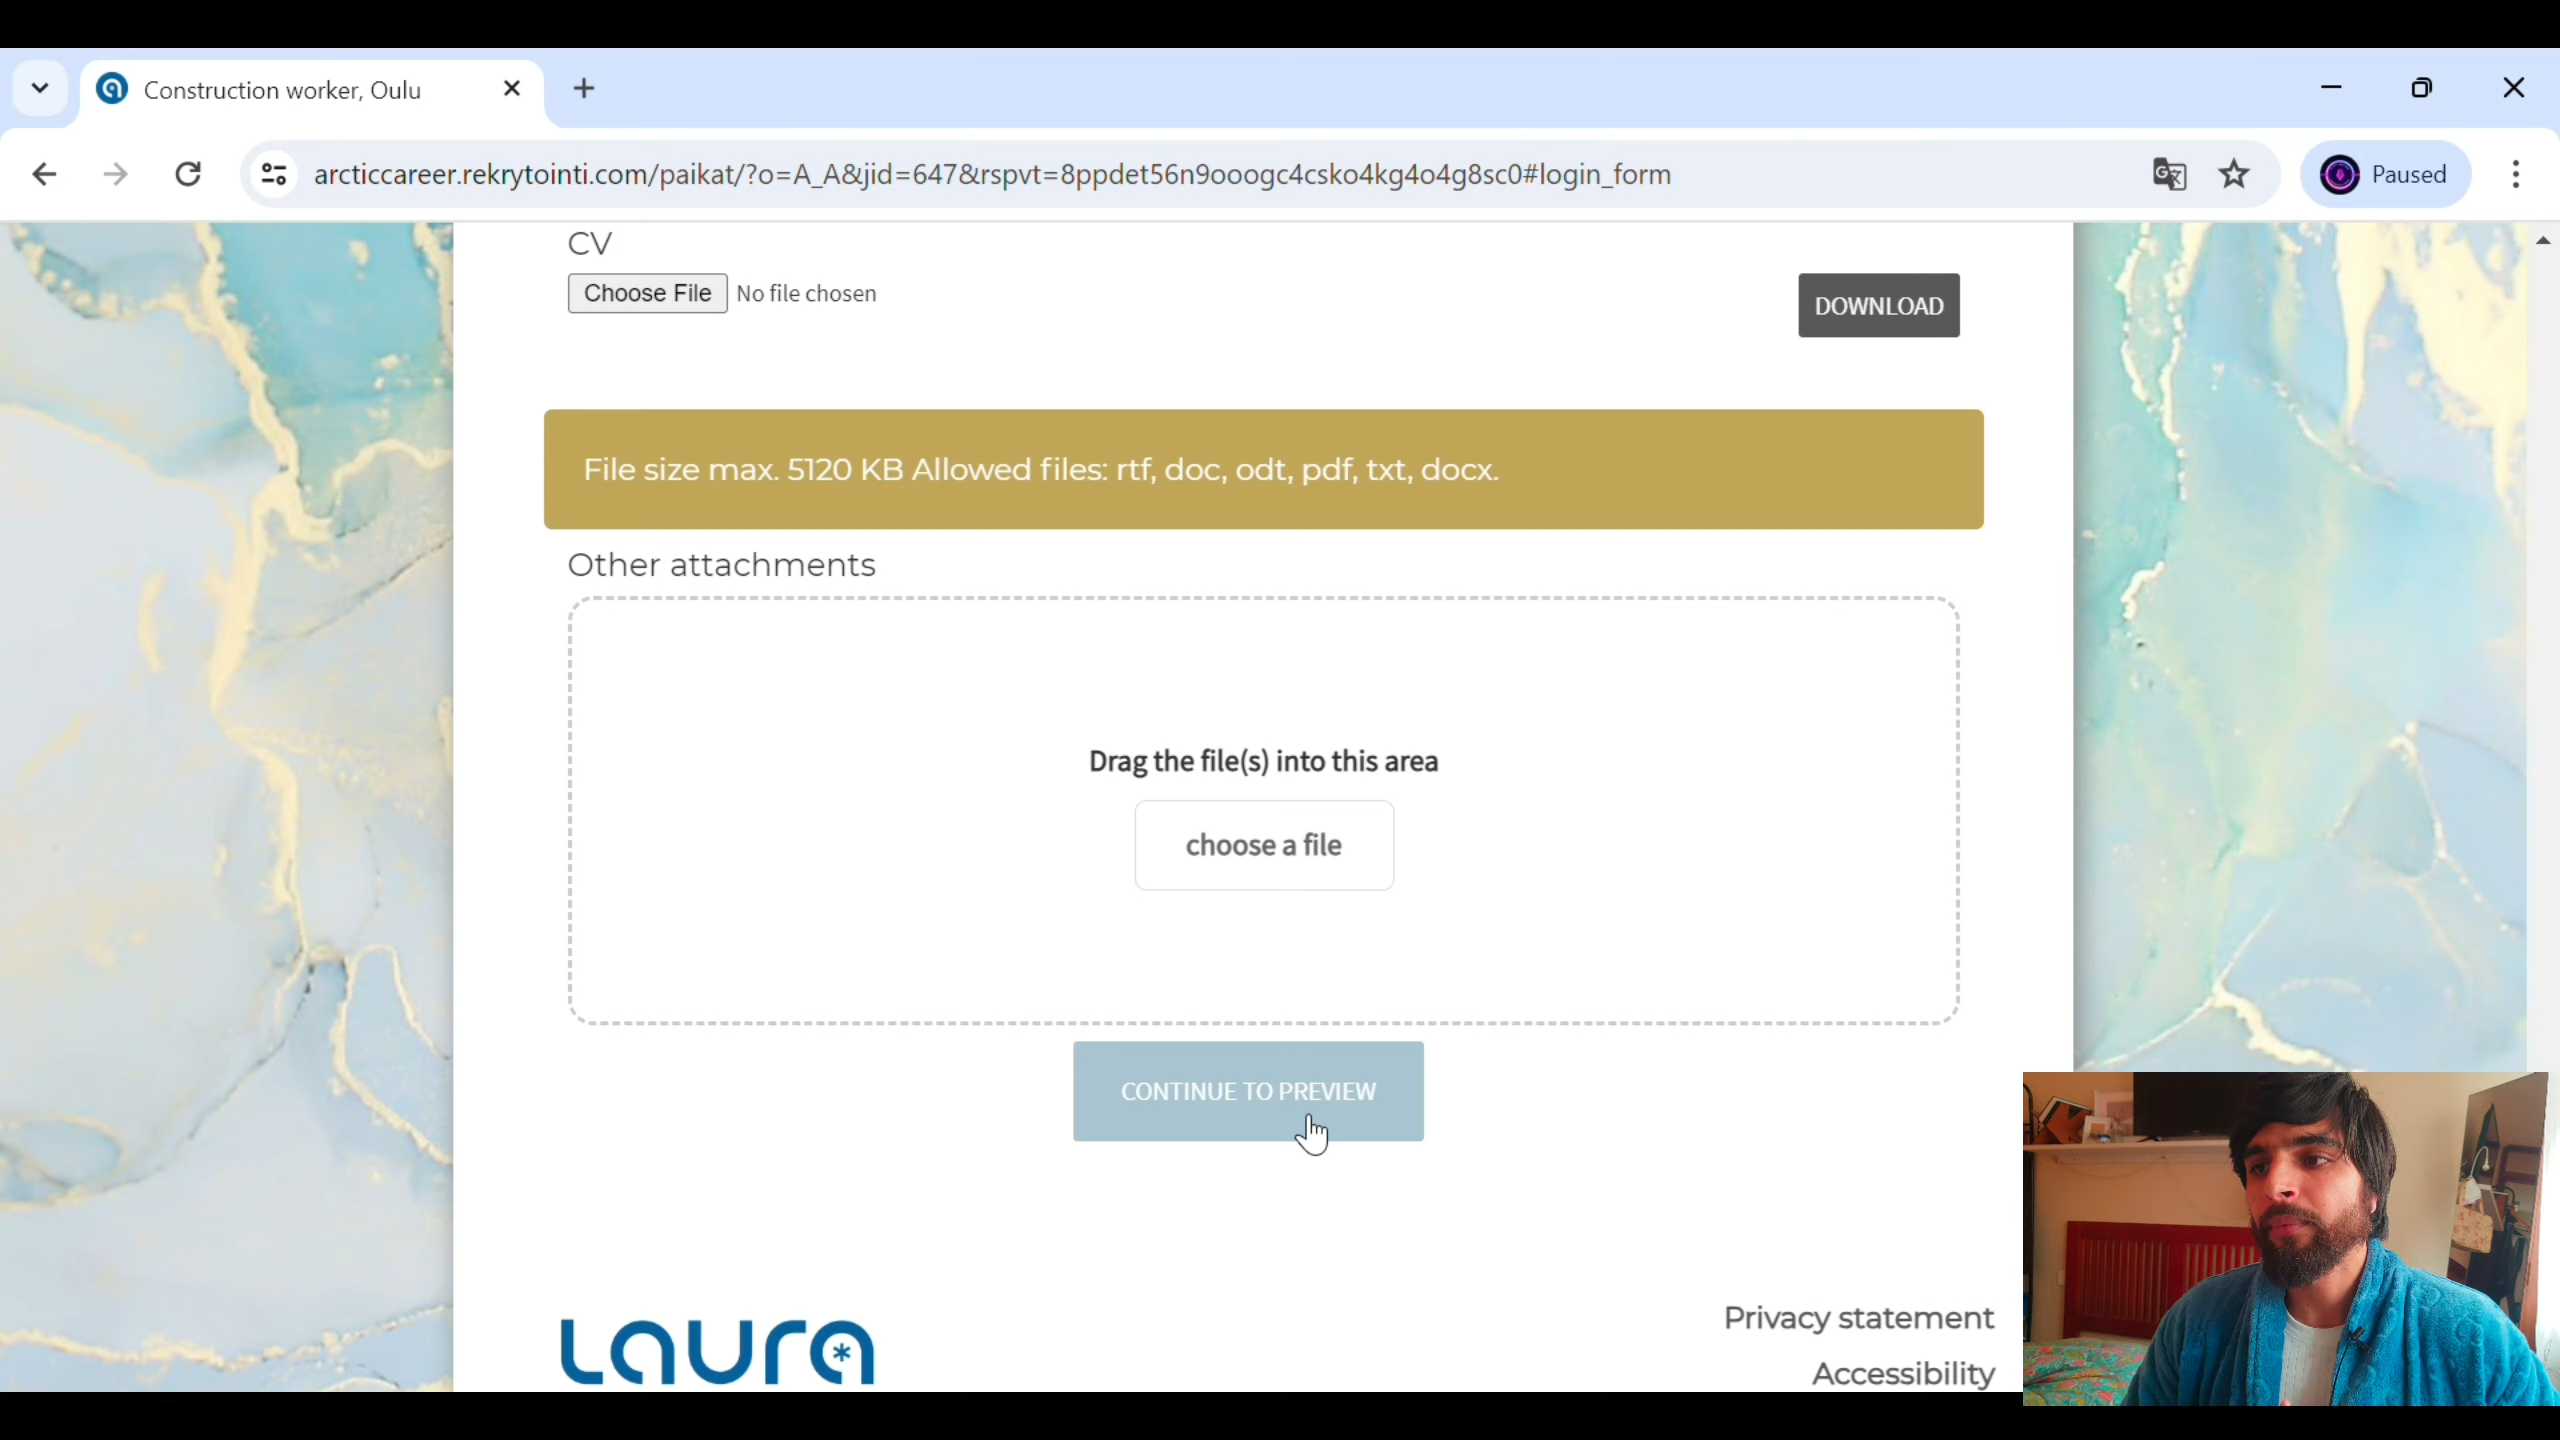 Construction worker, Oulu
arcticcareer.rekrytointi.com/paikat/?o=A_A&jid=647&rspvt=8ppdet56n9ooogc4csko4kg4o4g8sc0#login_form
Paused
CV
Choose File No file chosen
DOWNLOAD
File size max. 5120 KB Allowed files: rtf, doc, odt, pdf, txt, docx.
Other attachments
Drag the file(s) into this area
choose a file
CONTINUE TO PREVIEW
Laura
Privacy statement
Accessibility